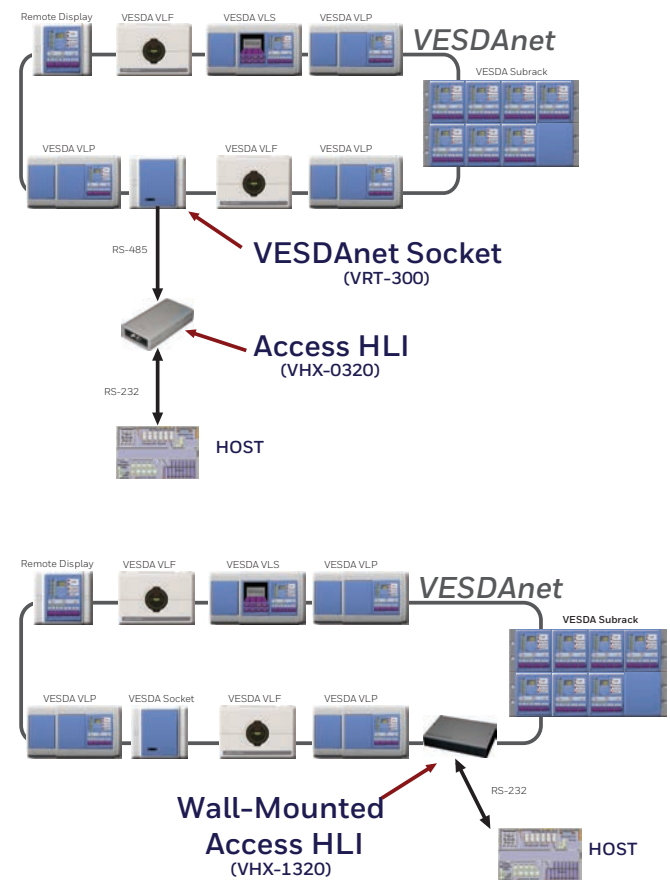 Remote Display
VESDA VLF
VESDA VLS
VESDA VLP
VESDAnet
VESDA Subrack
VESDA VLP
VESDA VLF
VESDA VLP
RS-485
VESDAnet Socket
(VRT-300)
Access HLI
(VHX-0320)
RS-232
HOST
Remote Display
VESDA VLF
VESDA VLS
VESDA VLP
VESDAnet
VESDA Subrack
VESDA VLP
VESDA Socket
VESDA VLF
VESDA VLP
RS-232
Wall-Mounted
Access HLI
(VHX-1320)
HOST